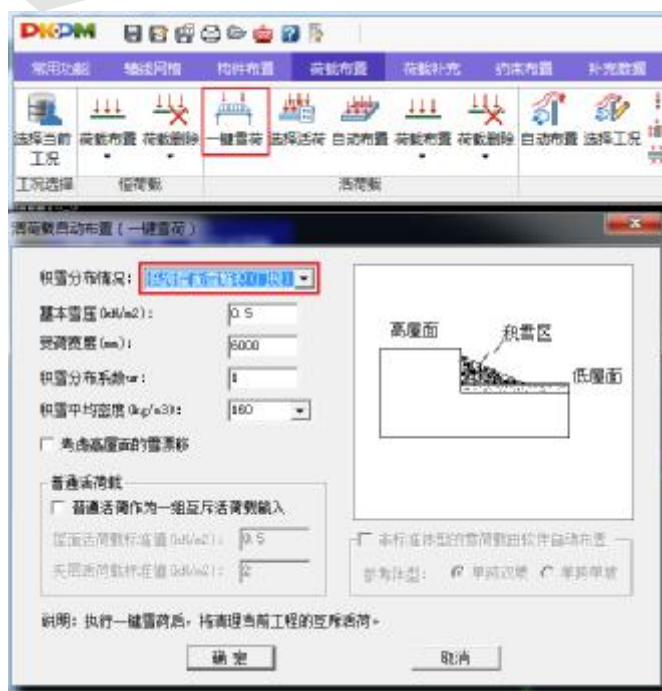 PKPM
常用功能 轴线网格 构件布置 荷载布置 荷载补充 约束布置 补充数据
选择当前工况 荷载布置 荷载删除 一键雪荷 选择活荷 自动布置 荷载布置 荷载删除 自动布置 选择工况
工况选择 恒荷载 活荷载
活荷载自动布置(一键雪荷)
积雪分布情况:
基本雪压(kN/m2): 0.5
受荷宽度(mm): 6000
积雪分布系数ur: 1
积雪平均密度(kg/m3): 160
考虑高屋面的雪漂移
高屋面 积雪区 低屋面
普通活荷载
普通活荷作为一组互斥活荷载输入
屋面活荷载标准值(kN/m2): 0.5
夹层活荷载标准值(kN/m2): 2
非标准体型的雪荷载由软件自动布置
参考体型: 单跨双坡 单跨单坡
说明:执行一键雪荷后,将清理当前工程的互斥活荷。
确定 取消